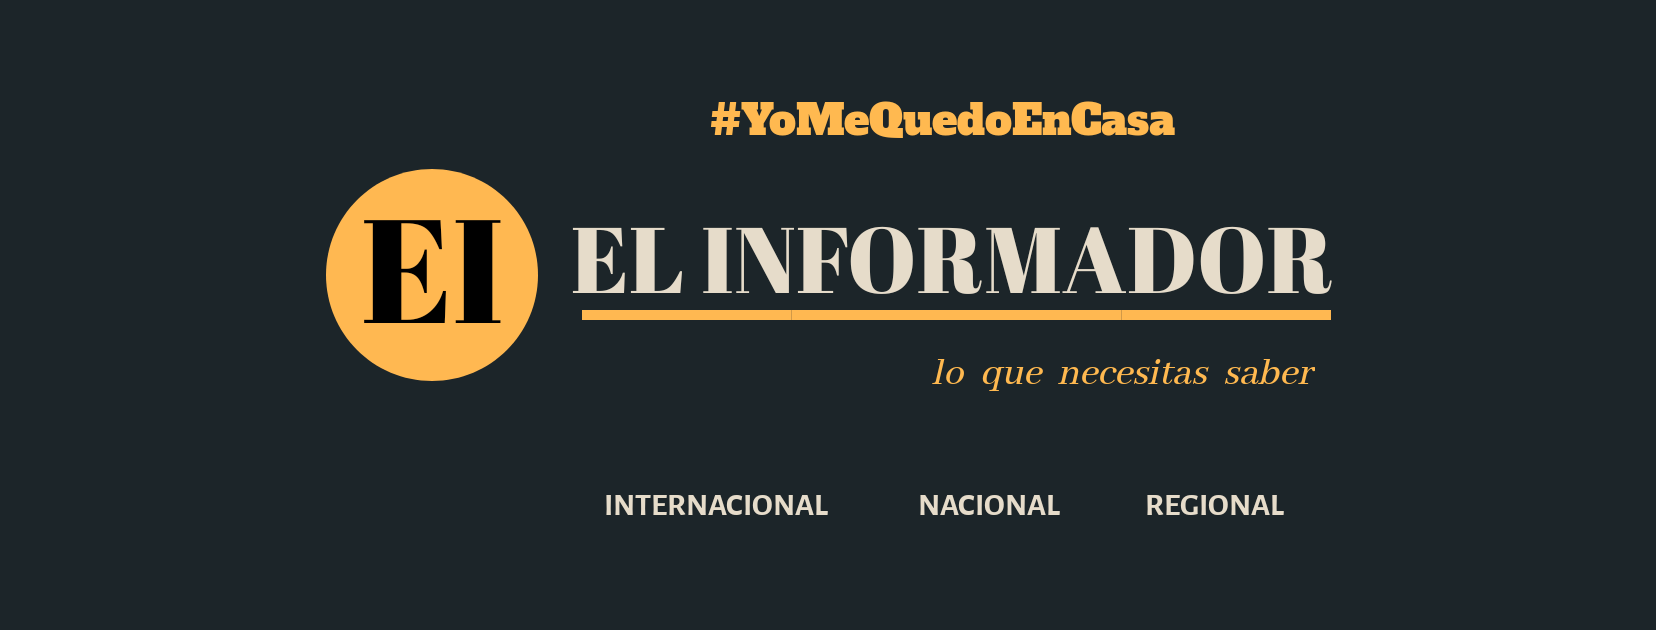 #YoMeQuedoEnCasa
EI
EL INFORMADOR
lo que necesitas saber
INTERNACIONAL NACIONAL REGIONAL